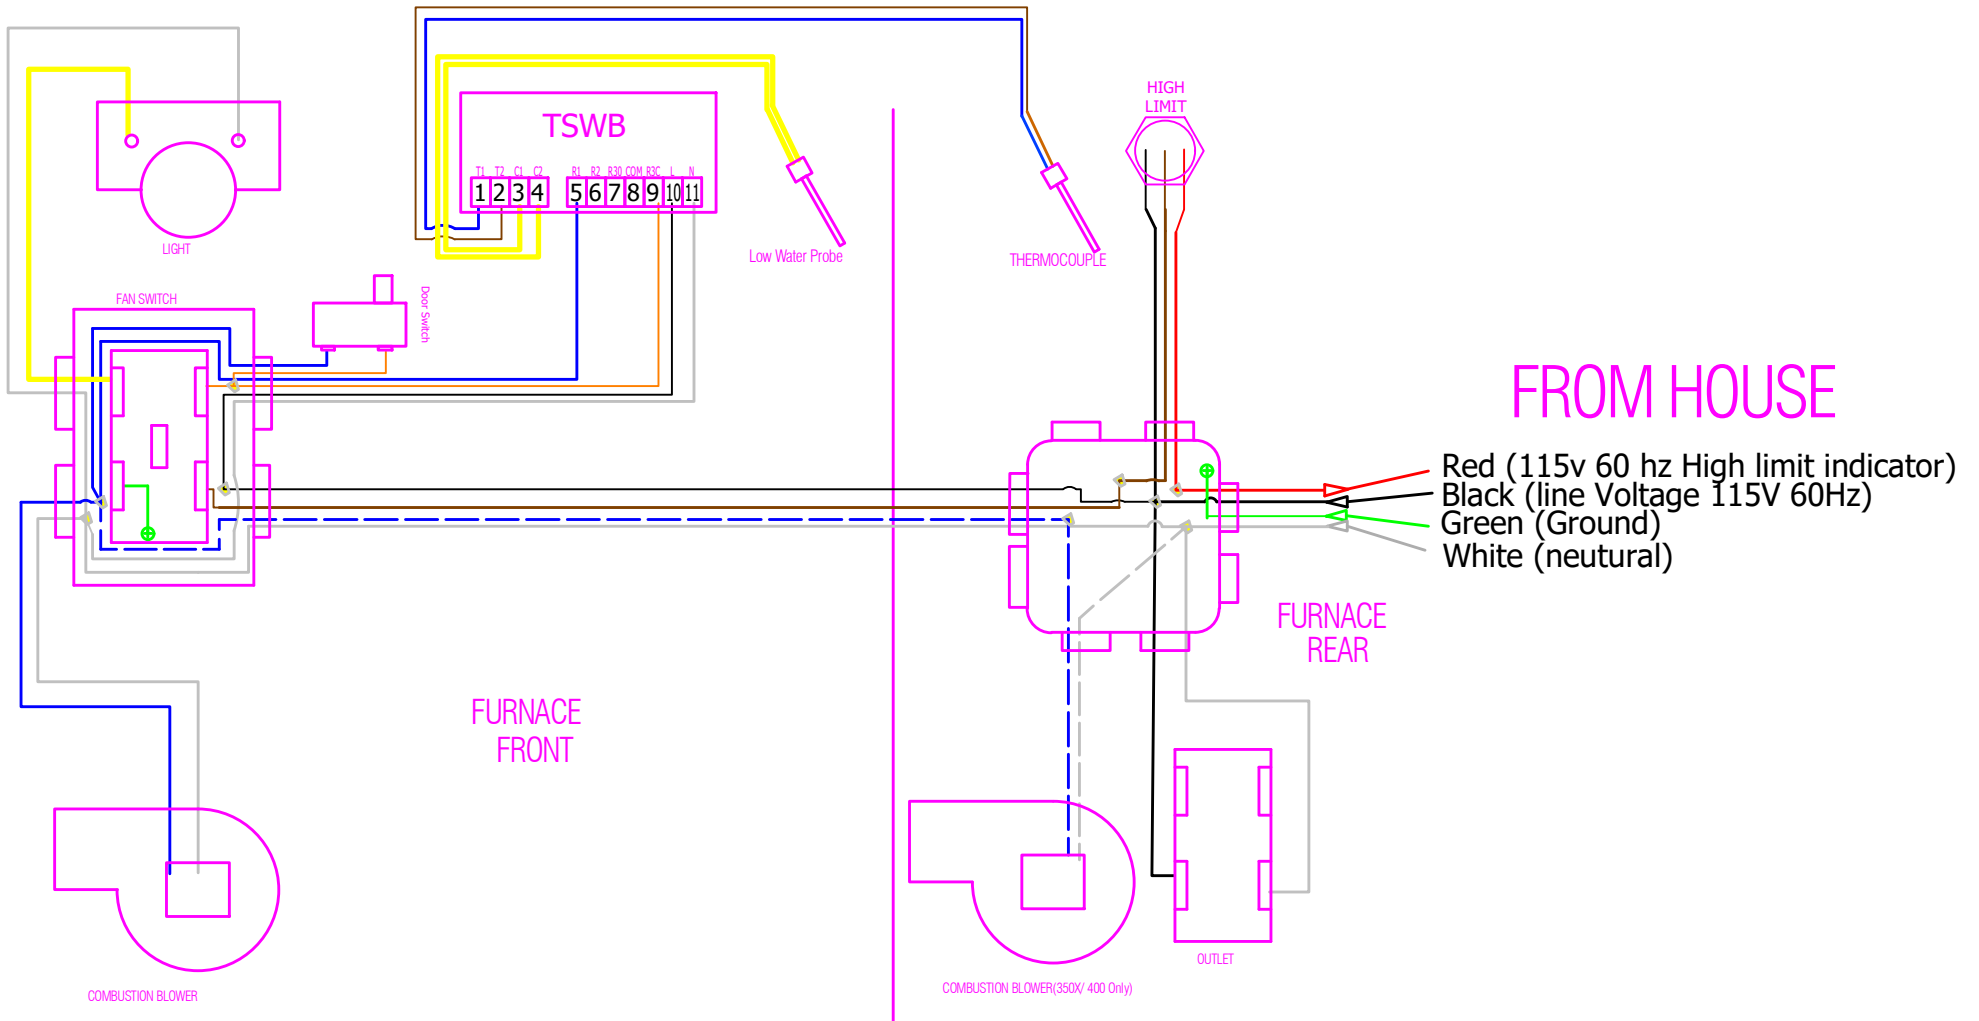 HIGH
LIMIT
TSWB
T1 T2 C1 C2 R1 R2 R30 COM R3C L N
1 2 3 4 5 6 7 8 9 10 11
LIGHT
Low Water Probe
THERMOCOUPLE
FAN SWITCH
Door Switch
FROM HOUSE
Red (115v 60 hz High limit indicator)
Black (line Voltage 115V 60Hz)
Green (Ground)
White (neutural)
FURNACE
REAR
FURNACE
FRONT
OUTLET
COMBUSTION BLOWER
COMBUSTION BLOWER(350X/ 400 Only)